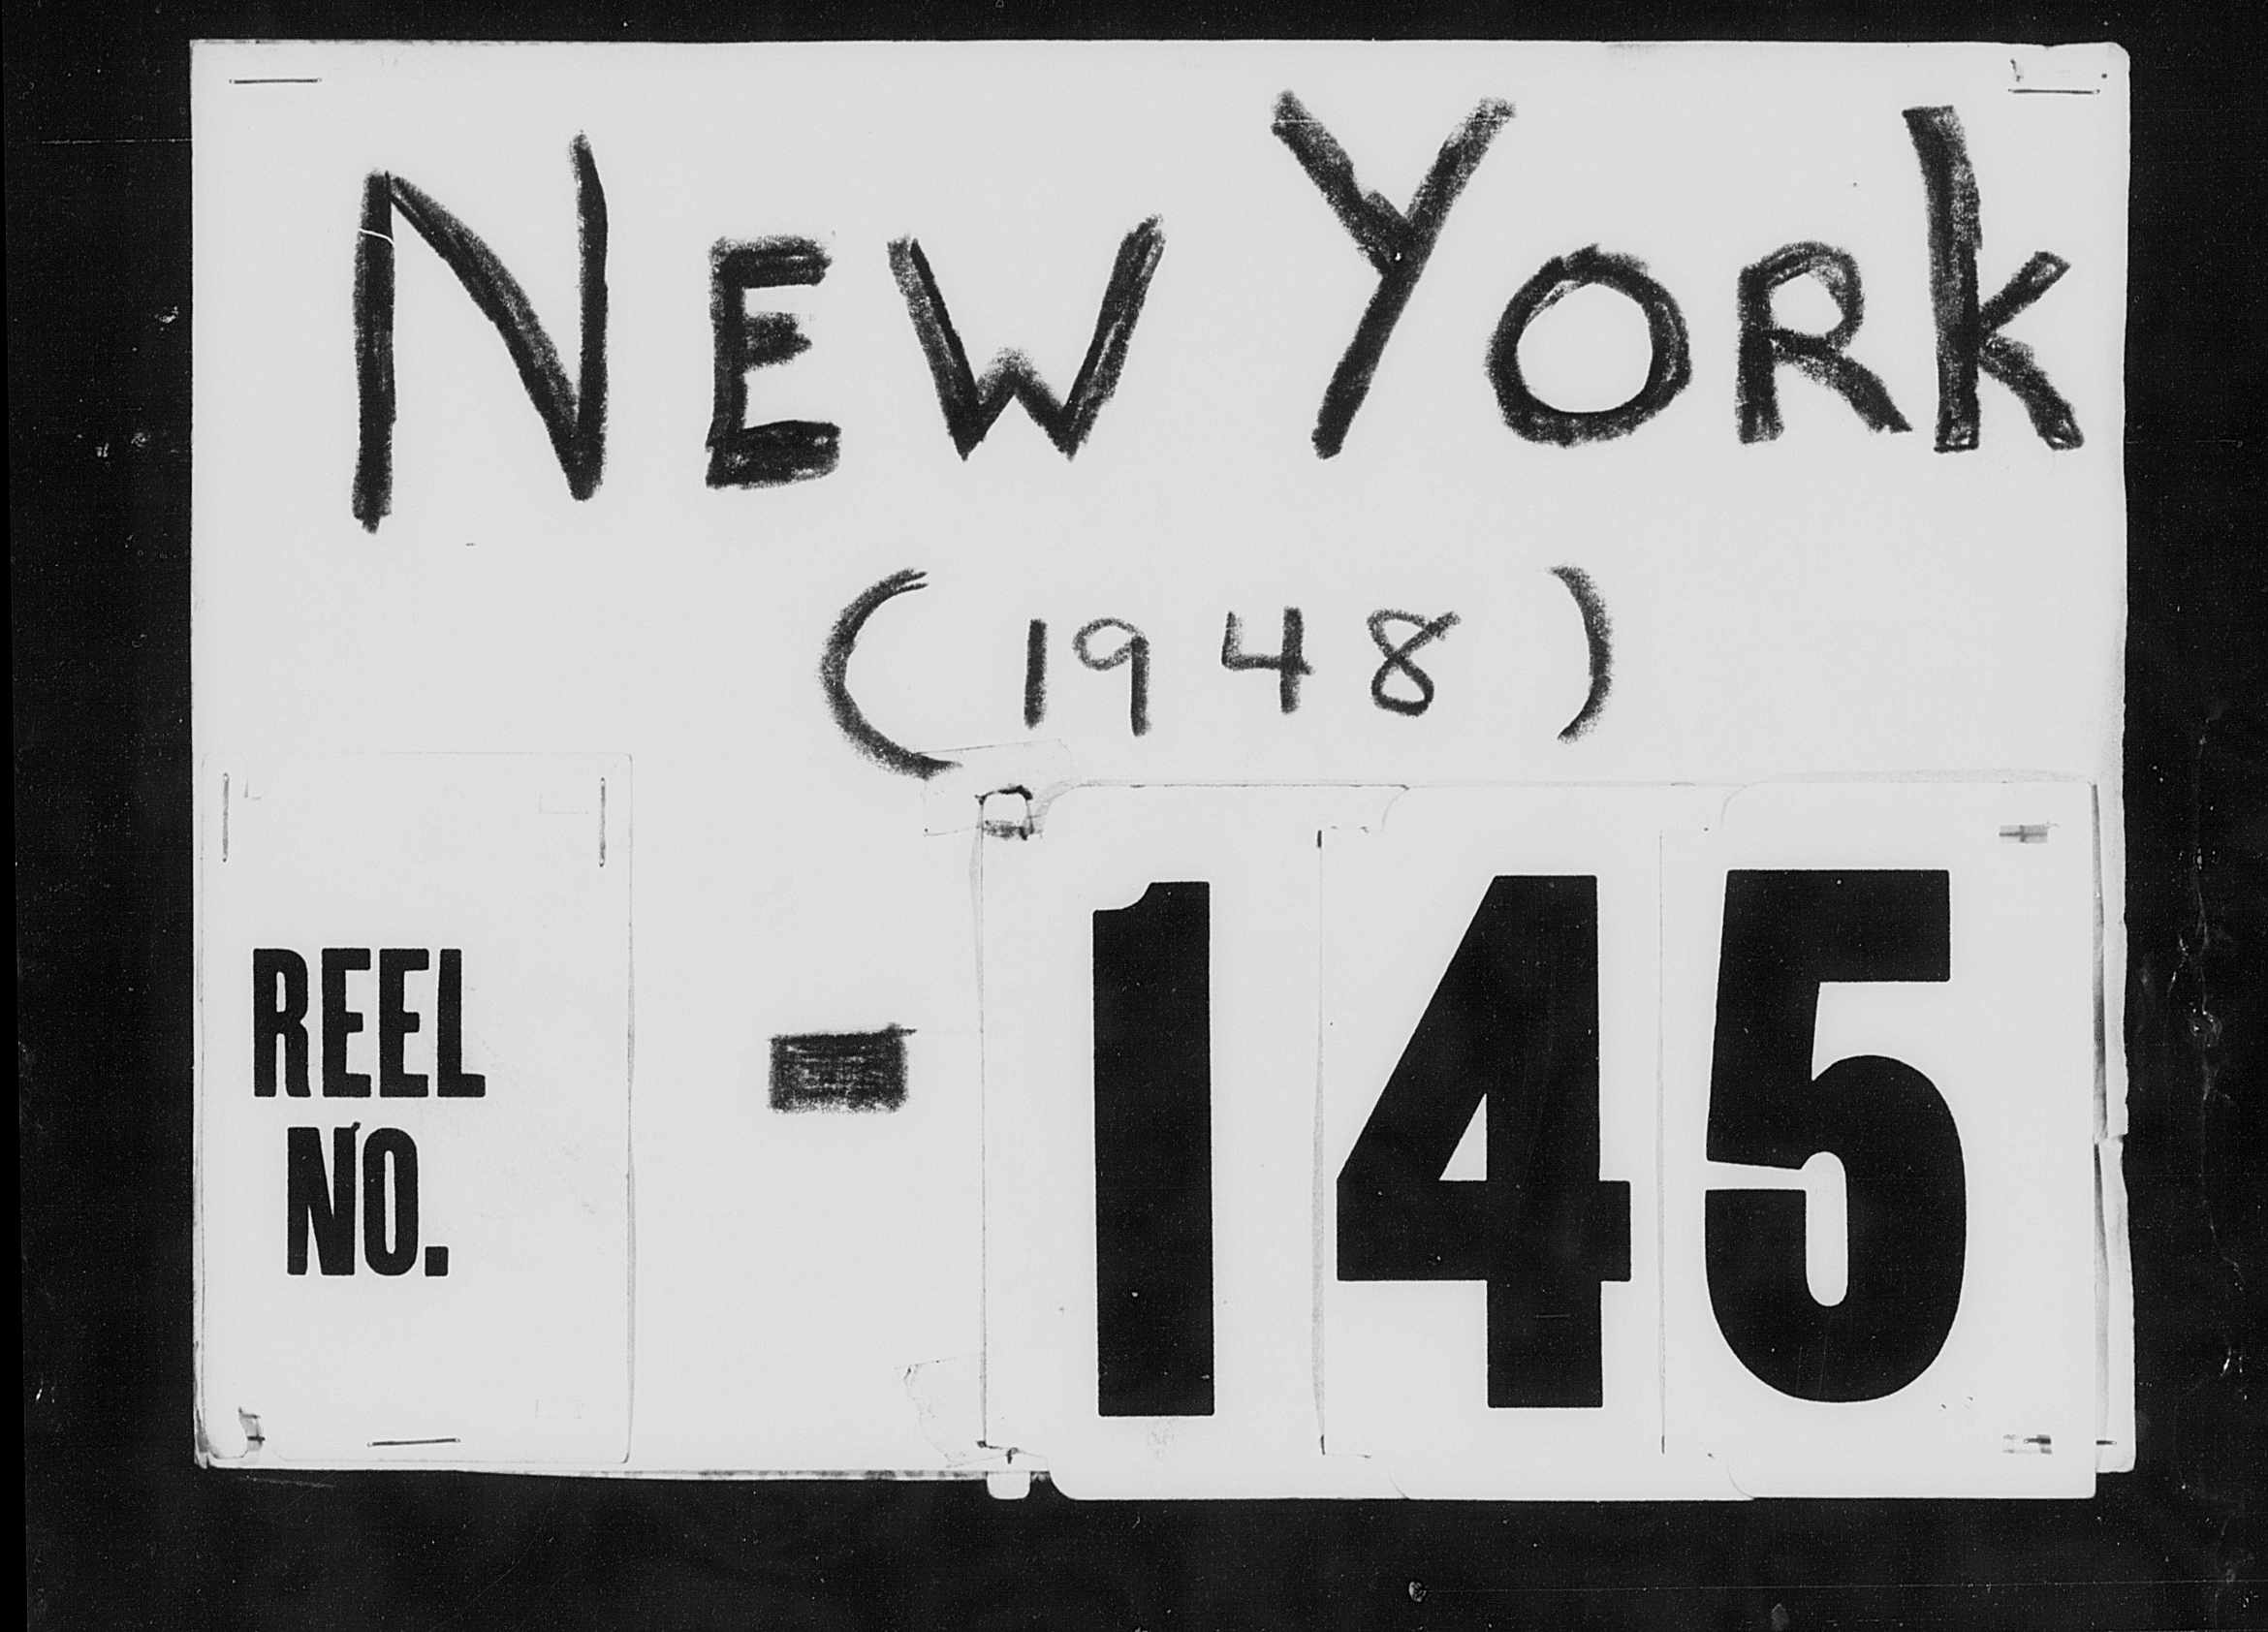 NEW YORK
(1948)
REEL
NO.
- 145